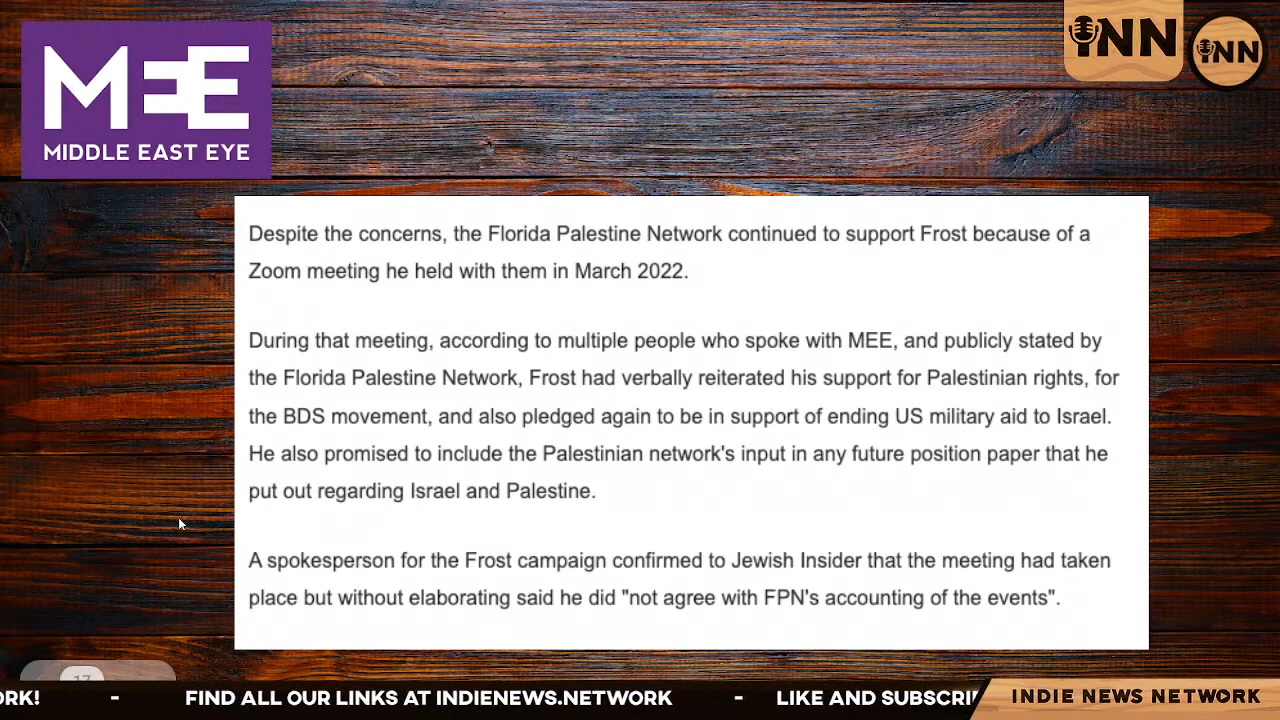 MEE
MIDDLE EAST EYE
INN
INN
Despite the concerns, the Florida Palestine Network continued to support Frost because of a
Zoom meeting he held with them in March 2022.
During that meeting, according to multiple people who spoke with MEE, and publicly stated by
the Florida Palestine Network, Frost had verbally reiterated his support for Palestinian rights, for
the BDS movement, and also pledged again to be in support of ending US military aid to Israel.
He also promised to include the Palestinian network's input in any future position paper that he
put out regarding Israel and Palestine.
A spokesperson for the Frost campaign confirmed to Jewish Insider that the meeting had taken
place but without elaborating said he did "not agree with FPN's accounting of the events".
17
ORK! - FIND ALL OUR LINKS AT INDIENEWS.NETWORK - LIKE AND SUBSCRI
INDIE NEWS NETWORK